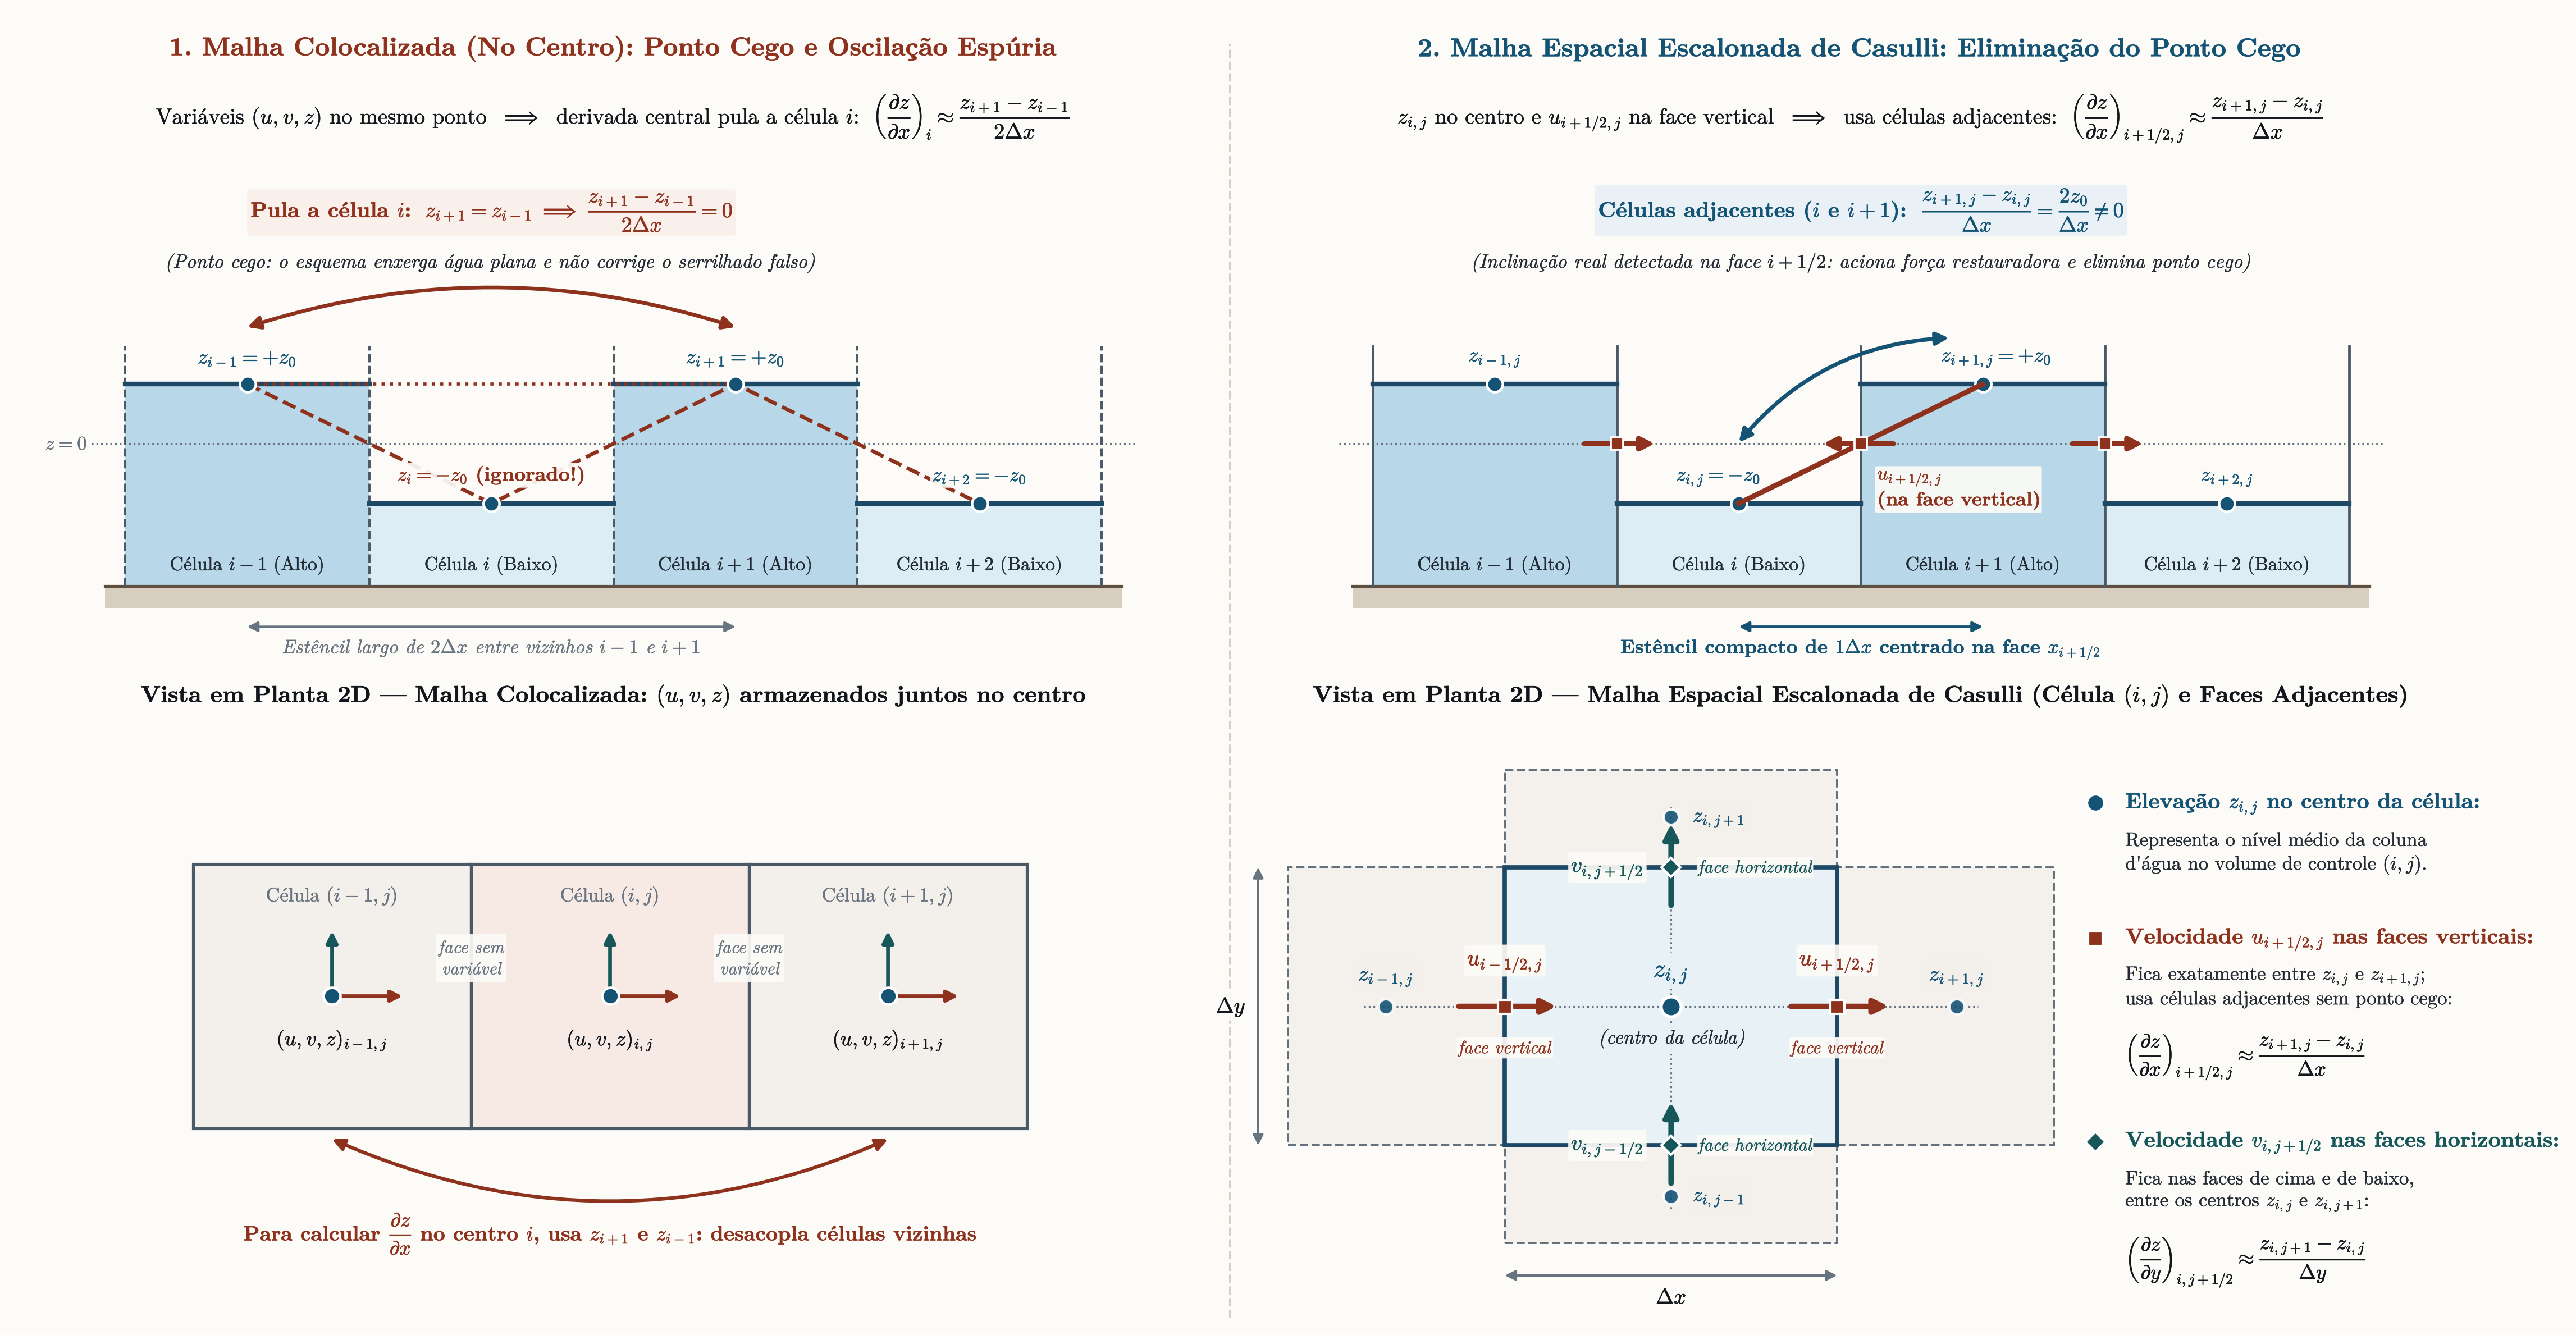 1. Malha Colocalizada (No Centro): Ponto Cego e Oscilação Espúria
Variáveis (u, v, z) no mesmo ponto ⟹ derivada central pula a célula i: (∂z/∂x)_i ≈ (z_{i+1} − z_{i−1})/(2Δx)
Pula a célula i: z_{i+1} = z_{i−1} ⟹ (z_{i+1} − z_{i−1})/(2Δx) = 0
(Ponto cego: o esquema enxerga água plana e não corrige o serrilhado falso)
z_{i−1} = +z_0
z_{i+1} = +z_0
z = 0
z_i = −z_0 (ignorado!)
z_{i+2} = −z_0
Célula i − 1 (Alto)
Célula i (Baixo)
Célula i + 1 (Alto)
Célula i + 2 (Baixo)
Estêncil largo de 2Δx entre vizinhos i − 1 e i + 1
Vista em Planta 2D — Malha Colocalizada: (u, v, z) armazenados juntos no centro
Célula (i − 1, j)
Célula (i, j)
Célula (i + 1, j)
face sem
variável
face sem
variável
(u, v, z)_{i−1, j}
(u, v, z)_{i, j}
(u, v, z)_{i+1, j}
Para calcular ∂z/∂x no centro i, usa z_{i+1} e z_{i−1}: desacopla células vizinhas
2. Malha Espacial Escalonada de Casulli: Eliminação do Ponto Cego
z_{i, j} no centro e u_{i+1/2, j} na face vertical ⟹ usa células adjacentes: (∂z/∂x)_{i+1/2, j} ≈ (z_{i+1, j} − z_{i, j})/Δx
Células adjacentes (i e i + 1): (z_{i+1, j} − z_{i, j})/Δx = 2z_0/Δx ≠ 0
(Inclinação real detectada na face i + 1/2: aciona força restauradora e elimina ponto cego)
z_{i−1, j}
z_{i+1, j} = +z_0
z_{i, j} = −z_0
u_{i+1/2, j}
(na face vertical)
z_{i+2, j}
Célula i − 1 (Alto)
Célula i (Baixo)
Célula i + 1 (Alto)
Célula i + 2 (Baixo)
Estêncil compacto de 1Δx centrado na face x_{i+1/2}
Vista em Planta 2D — Malha Espacial Escalonada de Casulli (Célula (i, j) e Faces Adjacentes)
z_{i, j+1}
v_{i, j+1/2}
face horizontal
u_{i−1/2, j}
u_{i+1/2, j}
z_{i−1, j}
z_{i, j}
z_{i+1, j}
Δy
(centro da célula)
face vertical
face vertical
v_{i, j−1/2}
face horizontal
z_{i, j−1}
Δx
Elevação z_{i, j} no centro da célula:
Representa o nível médio da coluna
d'água no volume de controle (i, j).
Velocidade u_{i+1/2, j} nas faces verticais:
Fica exatamente entre z_{i, j} e z_{i+1, j};
usa células adjacentes sem ponto cego:
(∂z/∂x)_{i+1/2, j} ≈ (z_{i+1, j} − z_{i, j})/Δx
Velocidade v_{i, j+1/2} nas faces horizontais:
Fica nas faces de cima e de baixo,
entre os centros z_{i, j} e z_{i, j+1}:
(∂z/∂y)_{i, j+1/2} ≈ (z_{i, j+1} − z_{i, j})/Δy